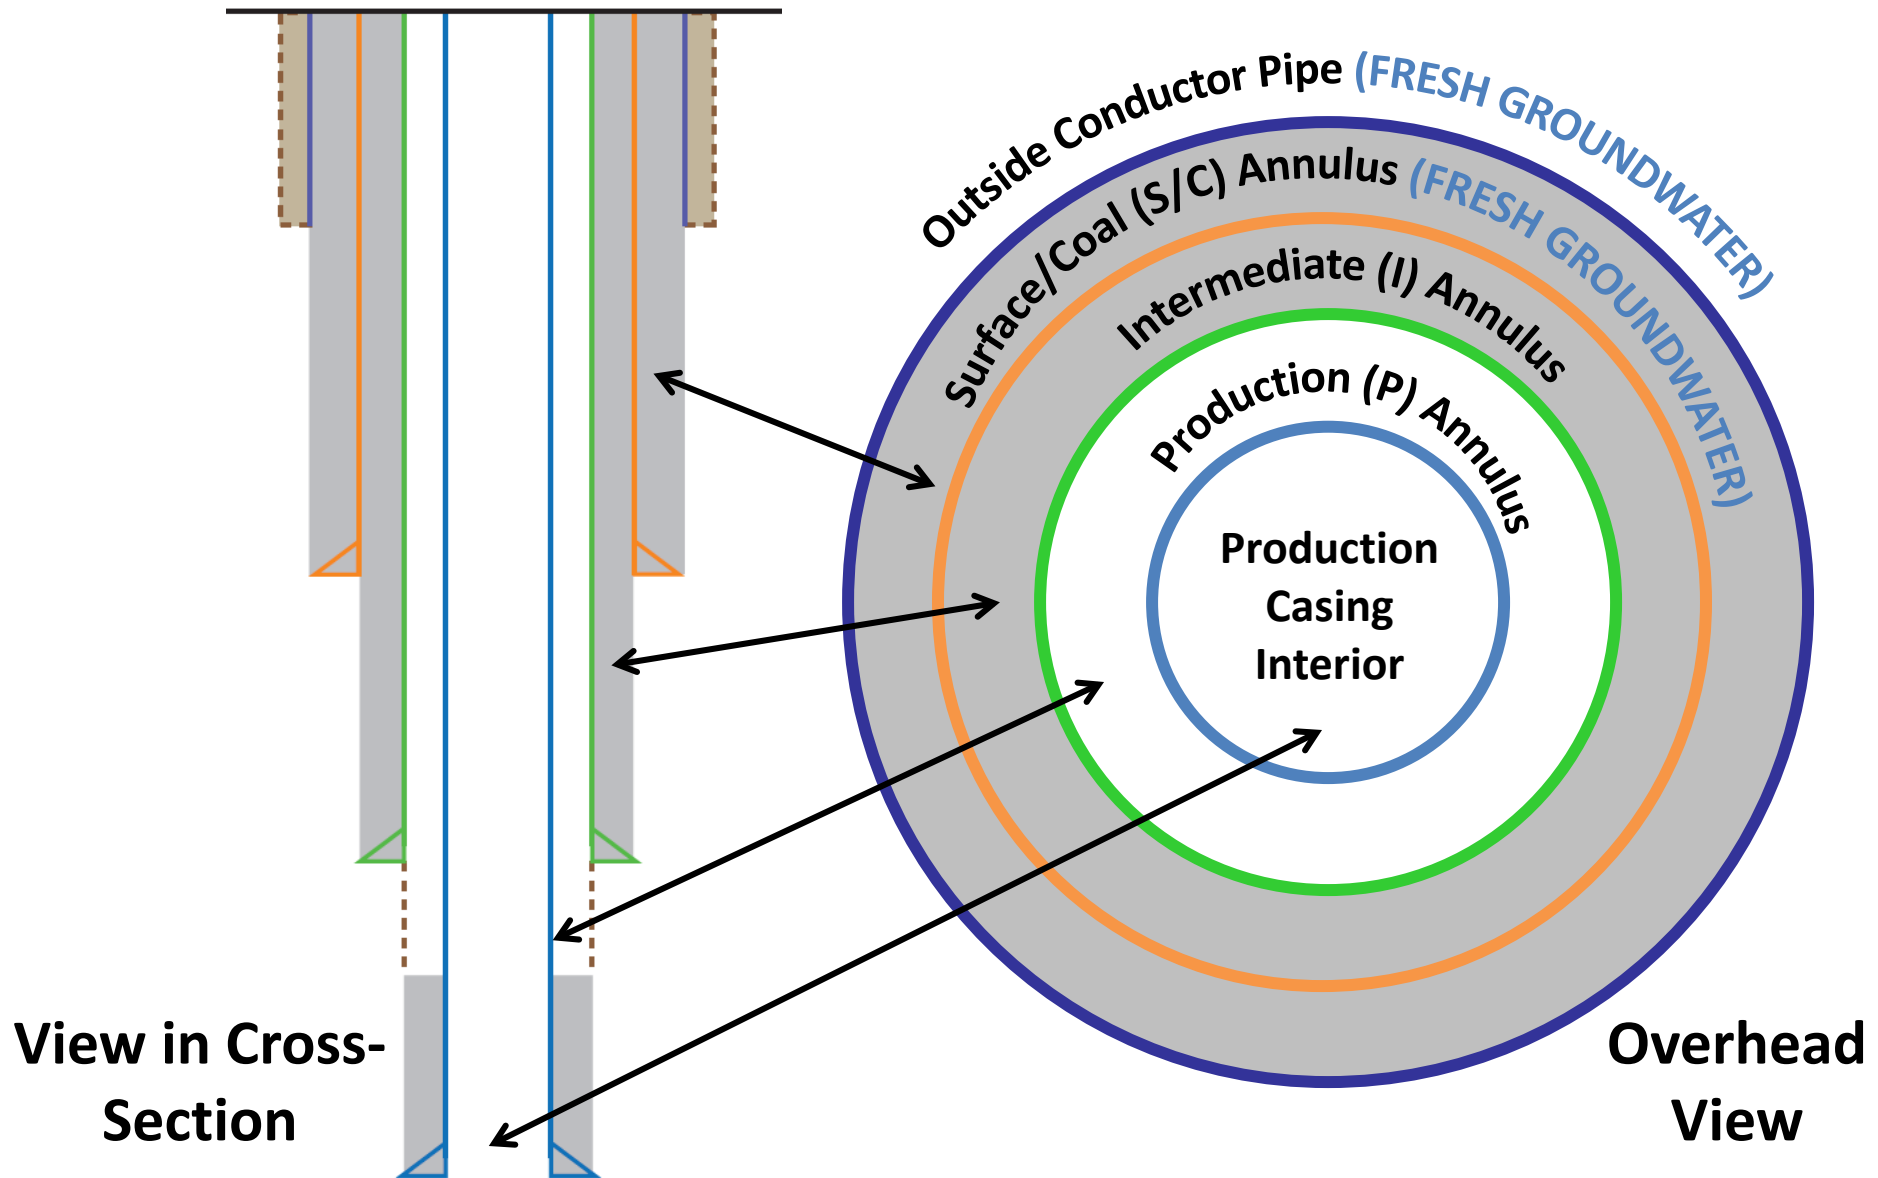 Outside Conductor Pipe (FRESH GROUNDWATER)
Surface/Coal (S/C) Annulus (FRESH GROUNDWATER)
Intermediate (I) Annulus
Production (P) Annulus
Production
Casing
Interior
View in Cross-
Section
Overhead
View